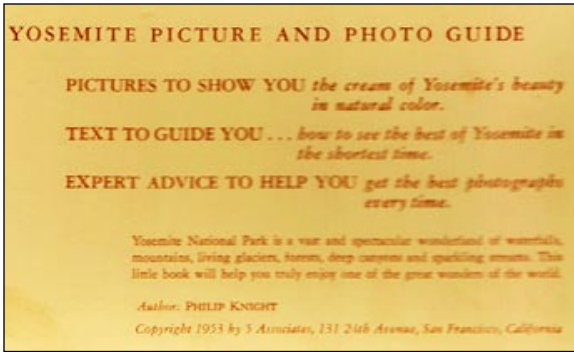 YOSEMITE PICTURE AND PHOTO GUIDE
PICTURES TO SHOW YOU the cream of Yosemite's beauty
in natural color.
TEXT TO GUIDE YOU ... how to see the best of Yosemite in
the shortest time.
EXPERT ADVICE TO HELP YOU get the best photographs
every time.
Yosemite National Park is a vast and spectacular wonderland of waterfalls,
mountains, living glaciers, forests, deep canyons and sparkling streams. This
little book will help you truly enjoy one of the great wonders of the world.
Author: PHILIP KNIGHT
Copyright 1953 by 5 Associates, 131 24th Avenue, San Francisco, California